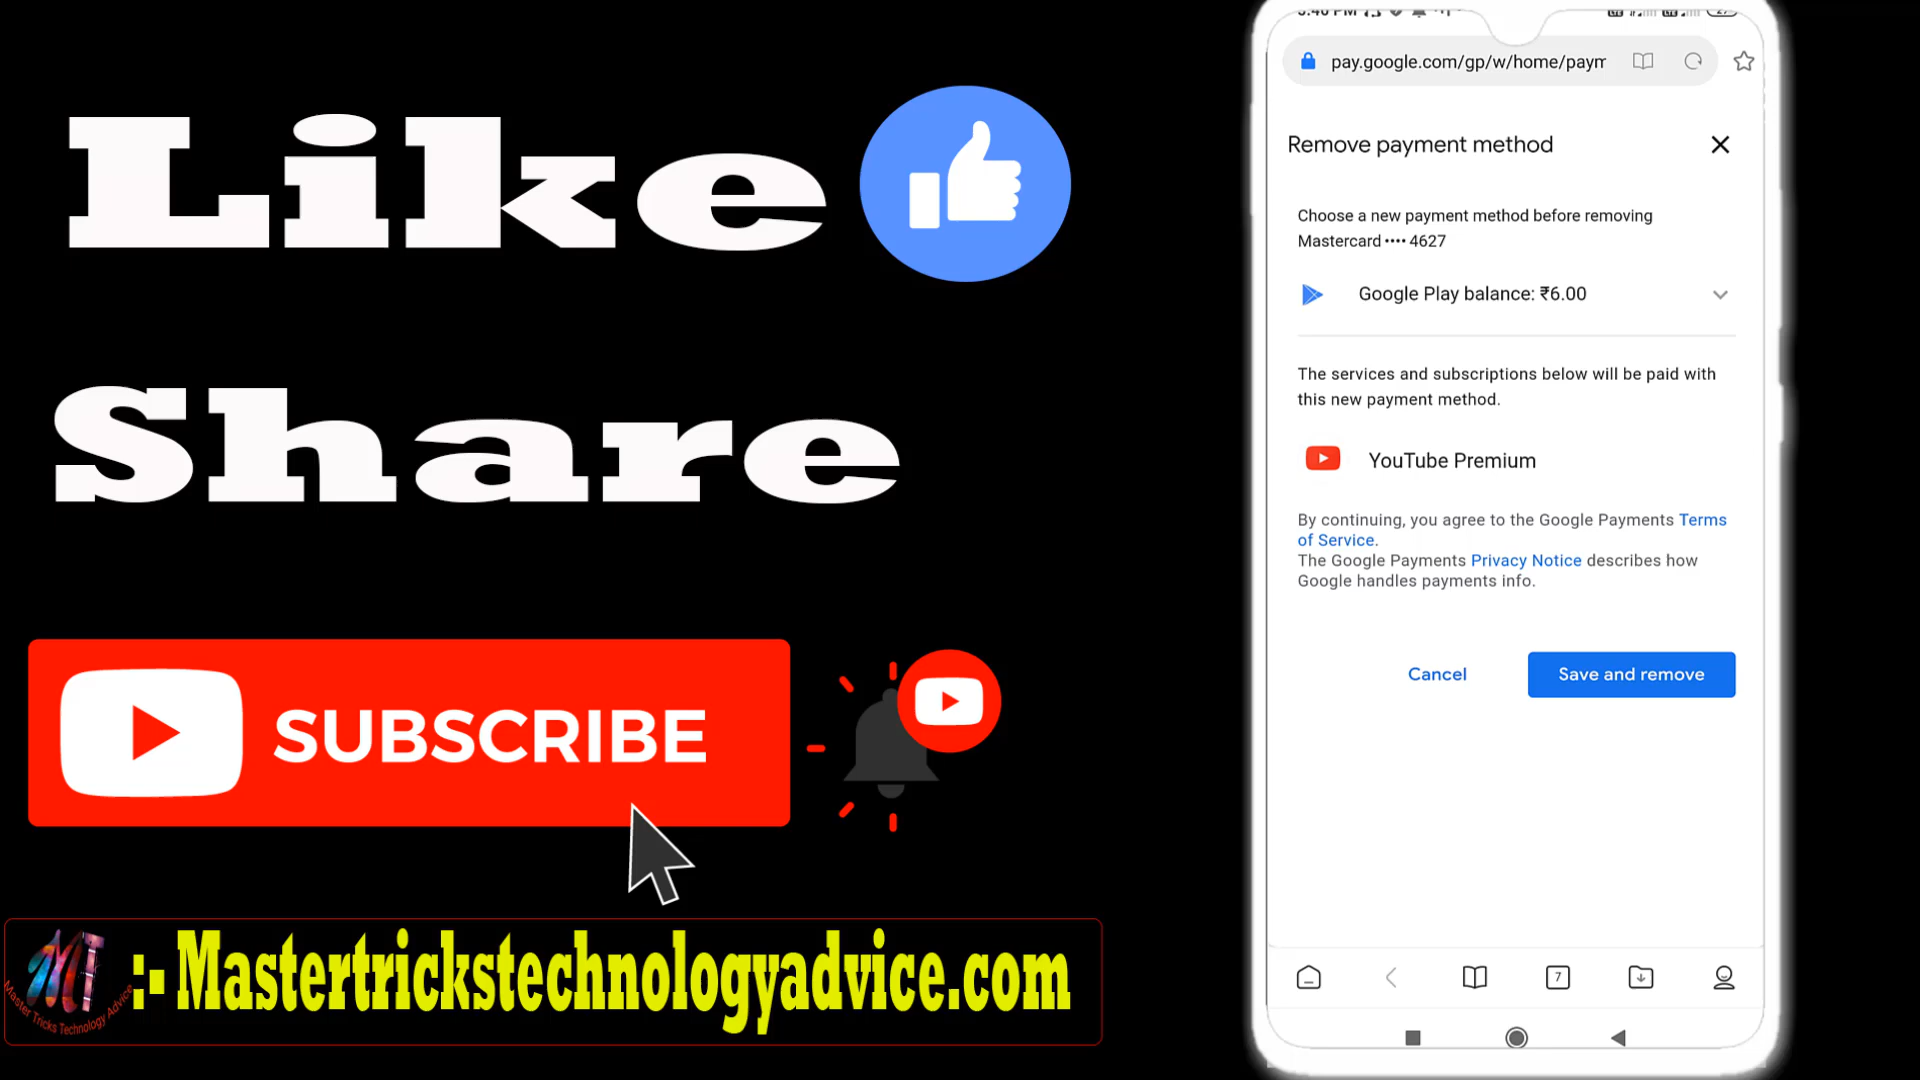 Like
Share
SUBSCRIBE
Master Tricks Technology Advice
:- Mastertrickstechnologyadvice.com
pay.google.com/gp/w/home/paym
Remove payment method
Choose a new payment method before removing
Mastercard •••• 4627
Google Play balance: ₹6.00
The services and subscriptions below will be paid with
this new payment method.
YouTube Premium
By continuing, you agree to the Google Payments Terms
of Service.
The Google Payments Privacy Notice describes how
Google handles payments info.
Cancel
Save and remove
7